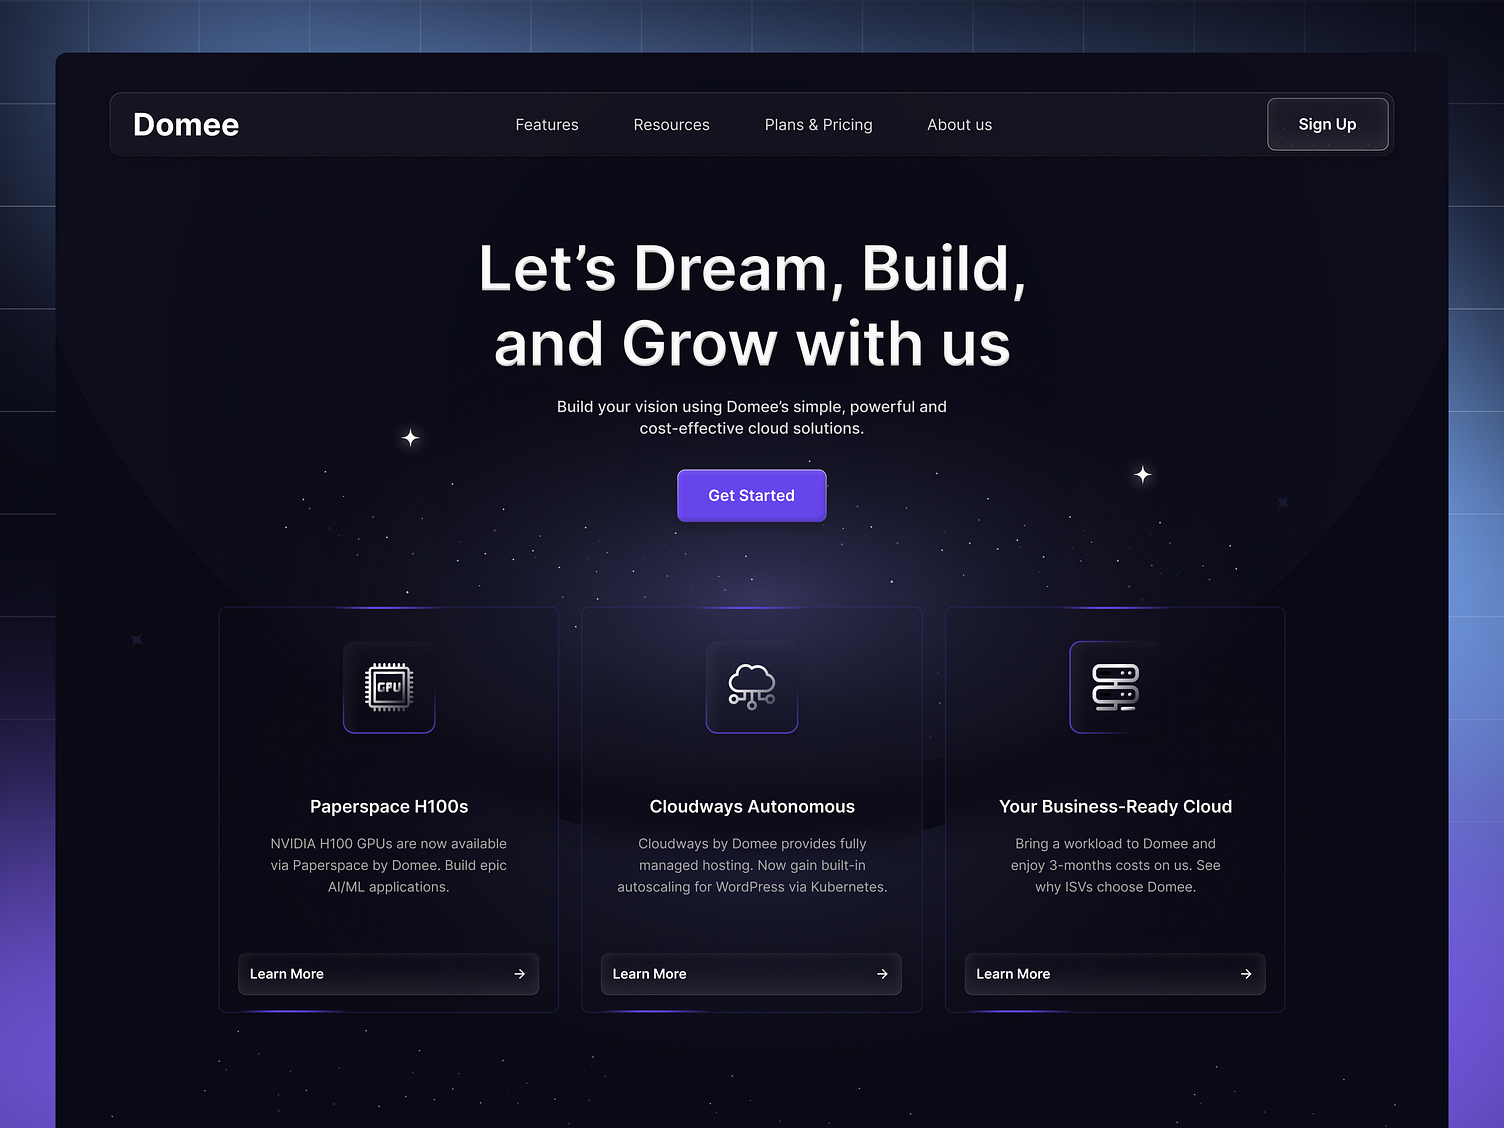 Domee
Features
Resources
Plans & Pricing
About us
Sign Up
Let’s Dream, Build,
and Grow with us
Build your vision using Domee’s simple, powerful and
cost-effective cloud solutions.
Get Started
GPU
Paperspace H100s
NVIDIA H100 GPUs are now available
via Paperspace by Domee. Build epic
AI/ML applications.
Learn More
Cloudways Autonomous
Cloudways by Domee provides fully
managed hosting. Now gain built-in
autoscaling for WordPress via Kubernetes.
Learn More
Your Business-Ready Cloud
Bring a workload to Domee and
enjoy 3-months costs on us. See
why ISVs choose Domee.
Learn More